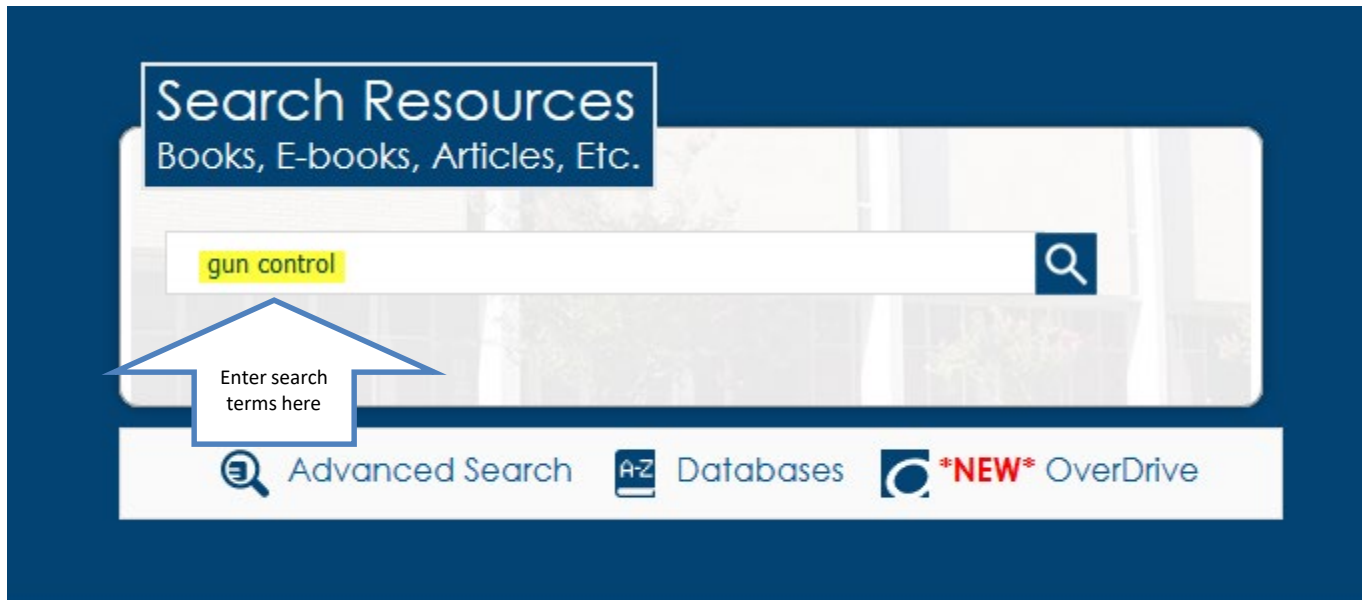 Search Resources
Books, E-books, Articles, Etc.
gun control
Enter search
terms here
Advanced Search A-Z Databases *NEW* OverDrive